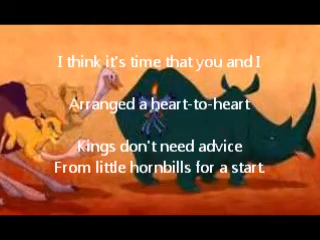 I think it's time that you and I
Arranged a heart-to-heart
Kings don't need advice
From little hornbills for a start.